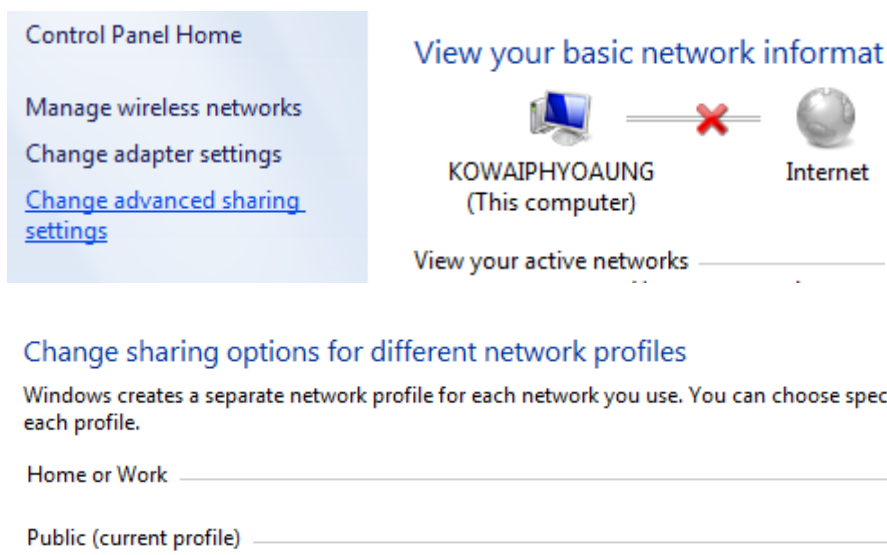 Control Panel Home
Manage wireless networks
Change adapter settings
Change advanced sharing
settings
View your basic network informat
KOWAIPHYOAUNG
(This computer)
Internet
View your active networks
Change sharing options for different network profiles
Windows creates a separate network profile for each network you use. You can choose spec
each profile.
Home or Work
Public (current profile)